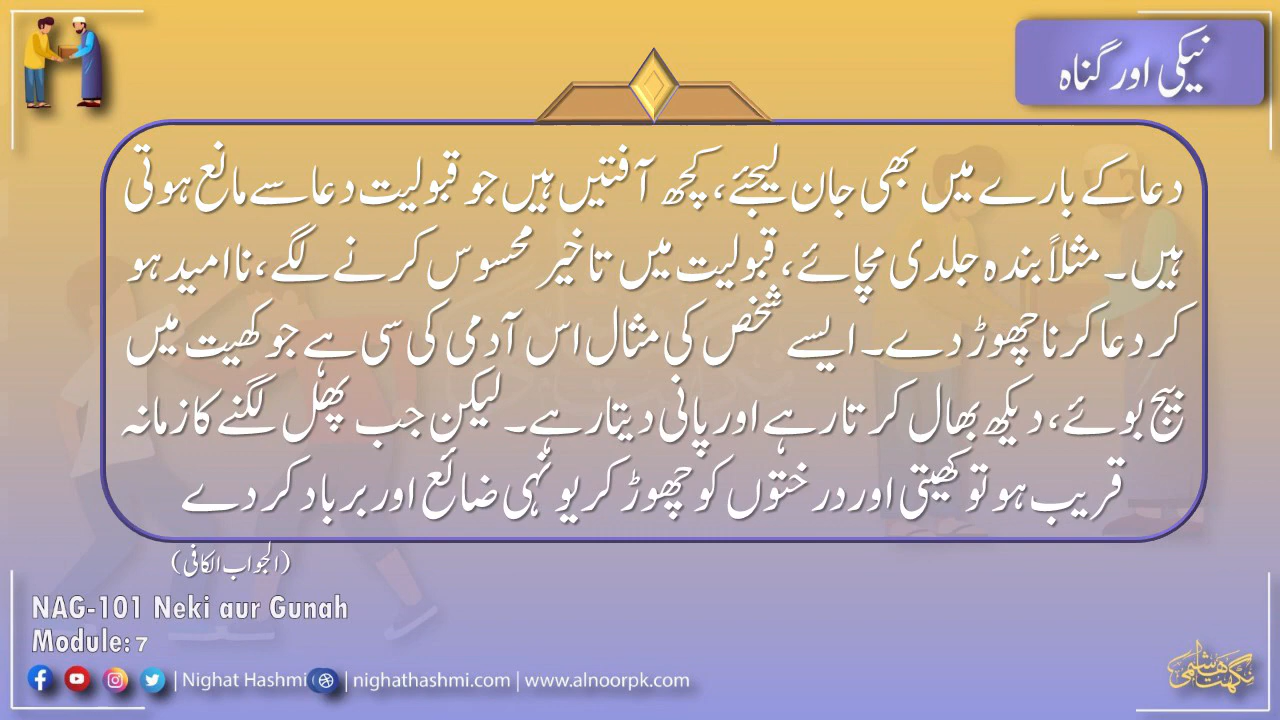 نیکی اور گناہ
دعا کے بارے میں بھی جان لیجئے، کچھ آفتیں ہیں جو قبولیت دعا سے مانع ہوتی
ہیں۔ مثلاً بندہ جلدی مچائے، قبولیت میں تاخیر محسوس کرنے لگے، ناامید ہو
کر دعا کرنا چھوڑ دے۔ ایسے شخص کی مثال اس آدمی کی سی ہے جو کھیت میں
بیج بوئے، دیکھ بھال کرتا رہے اور پانی دیتا رہے۔ لیکن جب پھل لگنے کا زمانہ
قریب ہو تو کھیتی اور درختوں کو چھوڑ کر یونہی ضائع اور برباد کر دے
(الجواب الکافی)
NAG-101 Neki aur Gunah
Module: 7
| Nighat Hashmi | nighathashmi.com | www.alnoorpk.com
نگہت ہاشمی